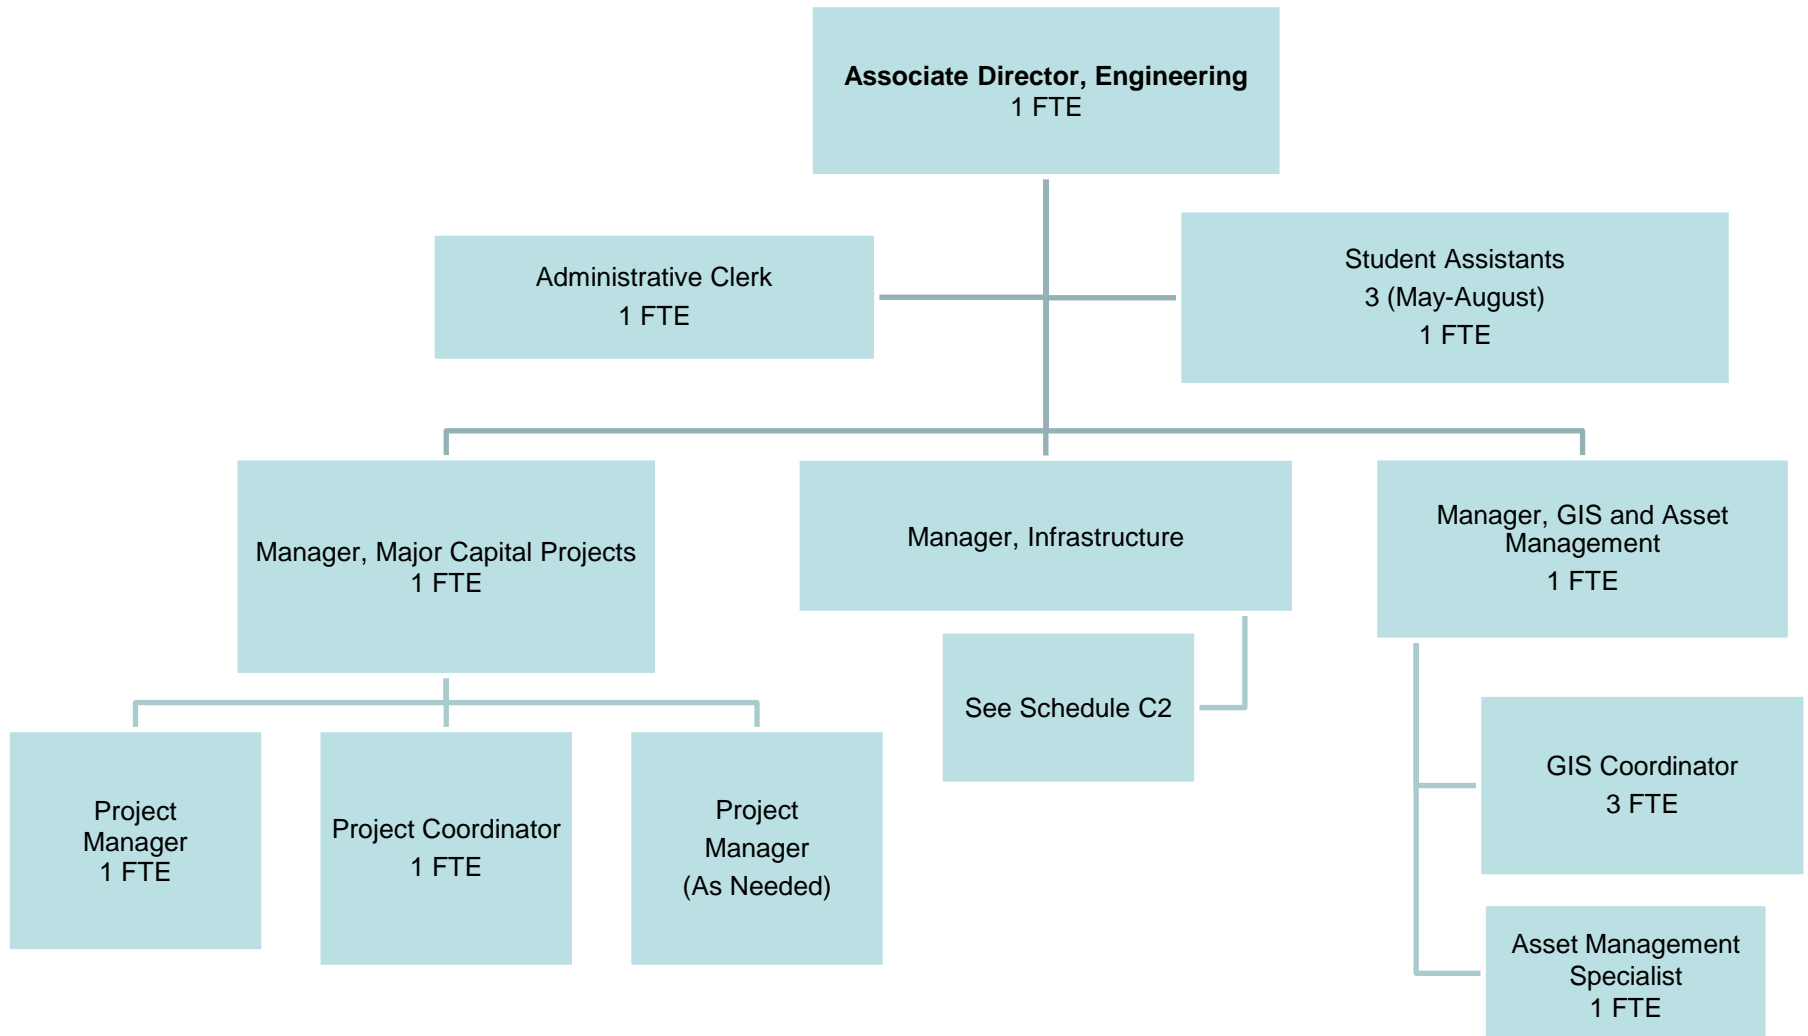 Associate Director, Engineering
1 FTE
Administrative Clerk
1 FTE
Student Assistants
3 (May-August)
1 FTE
Manager, Major Capital Projects
1 FTE
Manager, Infrastructure
Manager, GIS and Asset
Management
1 FTE
See Schedule C2
Project
Manager
1 FTE
Project Coordinator
1 FTE
Project
Manager
(As Needed)
GIS Coordinator
3 FTE
Asset Management
Specialist
1 FTE